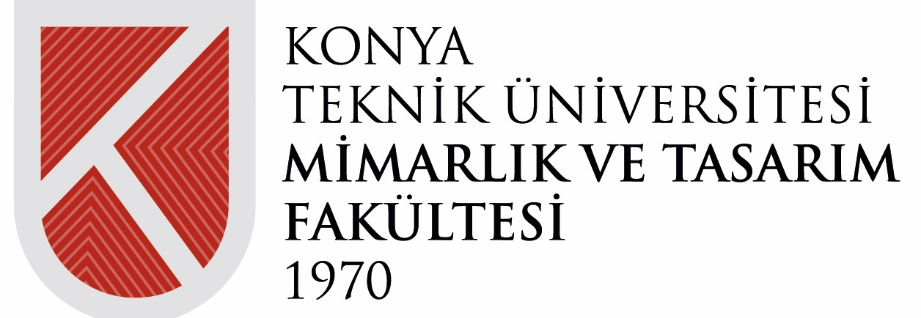 KONYA
TEKNİK ÜNİVERSİTESİ
MİMARLIK VE TASARIM
FAKÜLTESİ
1970